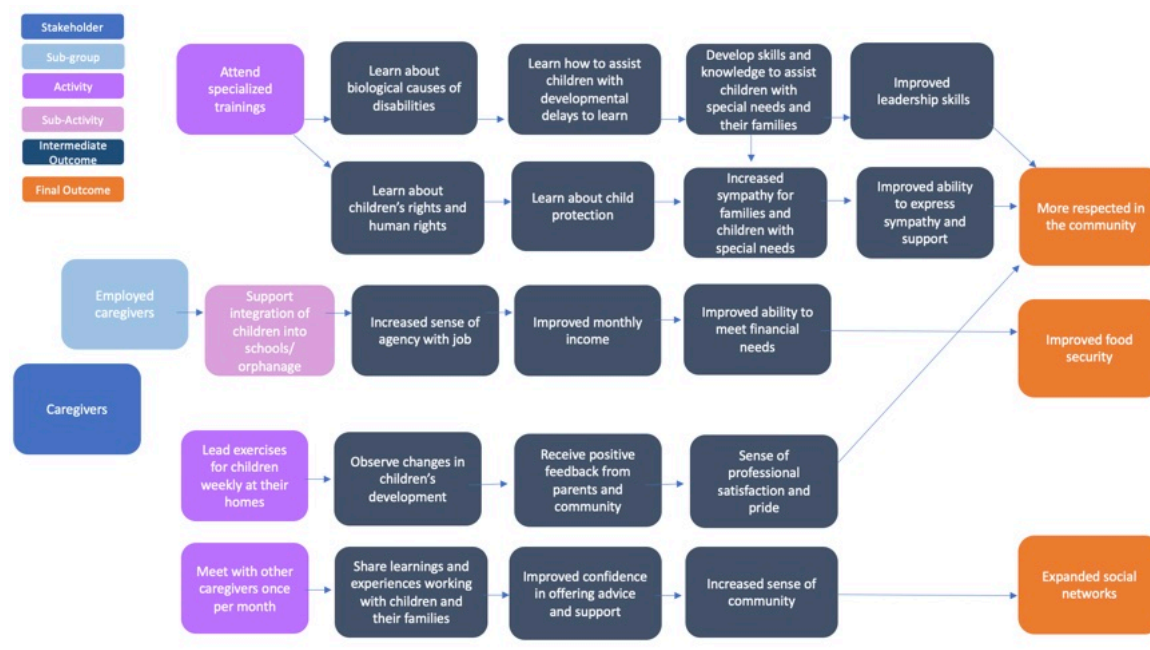 Stakeholder
Sub-group
Activity
Sub-Activity
Intermediate
Outcome
Final Outcome
Attend
specialized
trainings
Learn about
biological causes of
disabilities
Learn how to assist
children with
developmental
delays to learn
Develop skills and
knowledge to assist
children with
special needs and
their families
Improved
leadership skills
Learn about
children's rights and
human rights
Learn about child
protection
Increased
sympathy for
families and
children with
special needs
Improved ability
to express
sympathy and
support
More respected in
the community
Employed
caregivers
Support
integration of
children into
schools/
orphanage
Increased sense of
agency with job
Improved monthly
income
Improved ability to
meet financial
needs
Improved food
security
Caregivers
Lead exercises
for children
weekly at their
homes
Observe changes in
children's
development
Receive positive
feedback from
parents and
community
Sense of
professional
satisfaction and
pride
Meet with other
caregivers once
per month
Share learnings and
experiences working
with children and
their families
Improved confidence
in offering advice
and support
Increased sense of
community
Expanded social
networks